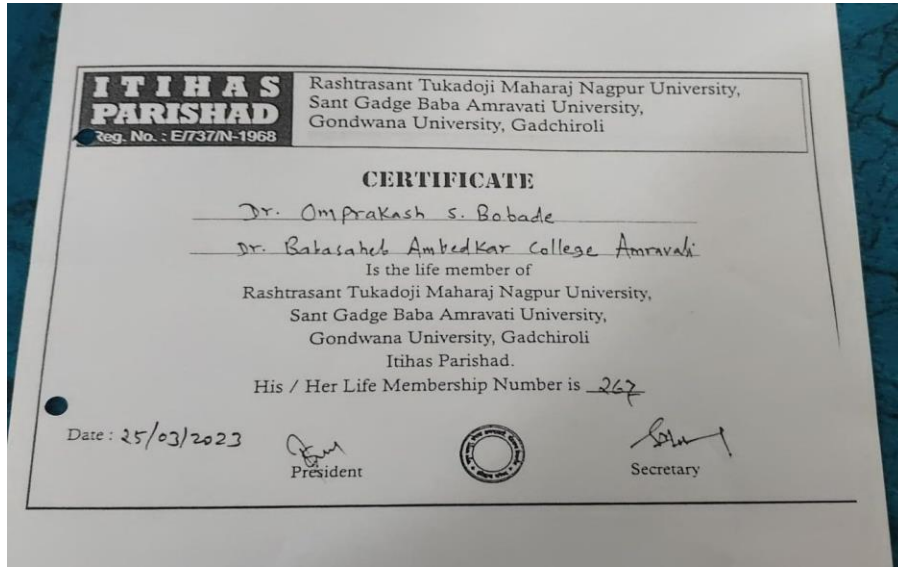 ITIHAS
PARISHAD
Reg. No. : E/737/N-1968
Rashtrasant Tukadoji Maharaj Nagpur University,
Sant Gadge Baba Amravati University,
Gondwana University, Gadchiroli
CERTIFICATE
Dr. Omprakash S. Bobade
Dr. Babasaheb Ambedkar College Amravati
Is the life member of
Rashtrasant Tukadoji Maharaj Nagpur University,
Sant Gadge Baba Amravati University,
Gondwana University, Gadchiroli
Itihas Parishad.
His / Her Life Membership Number is 267
Date : 25/03/2023
President
Secretary